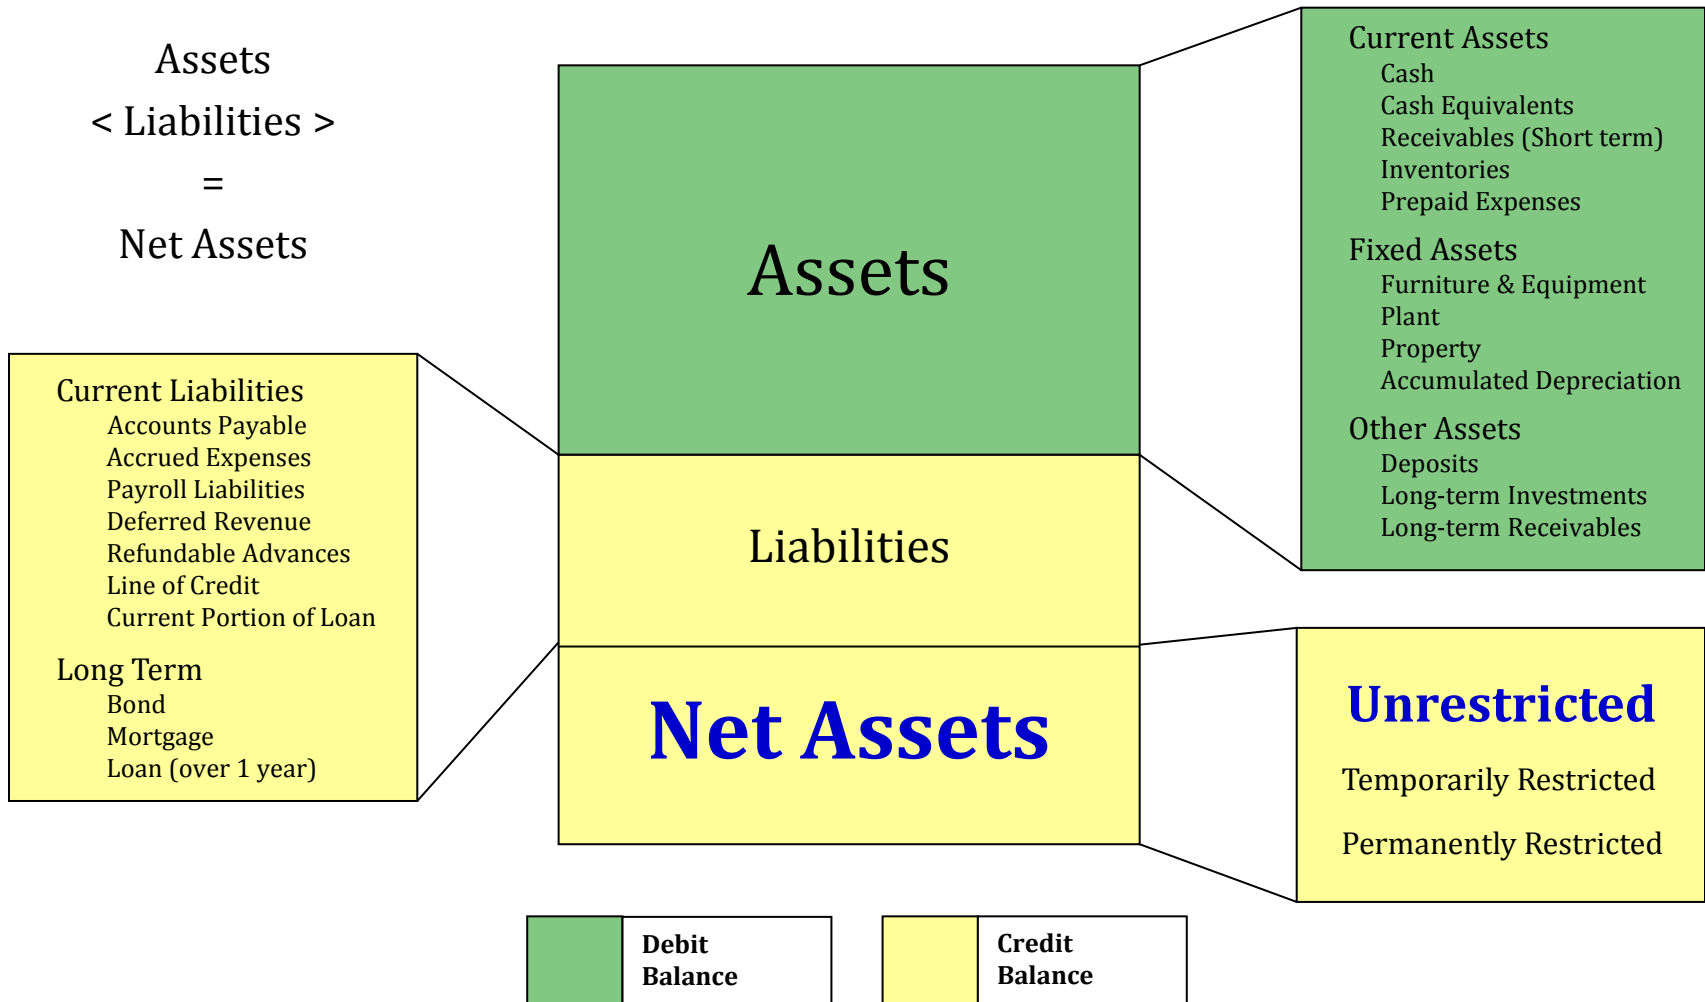 Assets
< Liabilities >
=
Net Assets
Assets
Liabilities
Net Assets
Current Assets
Cash
Cash Equivalents
Receivables (Short term)
Inventories
Prepaid Expenses
Fixed Assets
Furniture & Equipment
Plant
Property
Accumulated Depreciation
Other Assets
Deposits
Long-term Investments
Long-term Receivables
Current Liabilities
Accounts Payable
Accrued Expenses
Payroll Liabilities
Deferred Revenue
Refundable Advances
Line of Credit
Current Portion of Loan
Long Term
Bond
Mortgage
Loan (over 1 year)
Unrestricted
Temporarily Restricted
Permanently Restricted
Debit
Balance
Credit
Balance